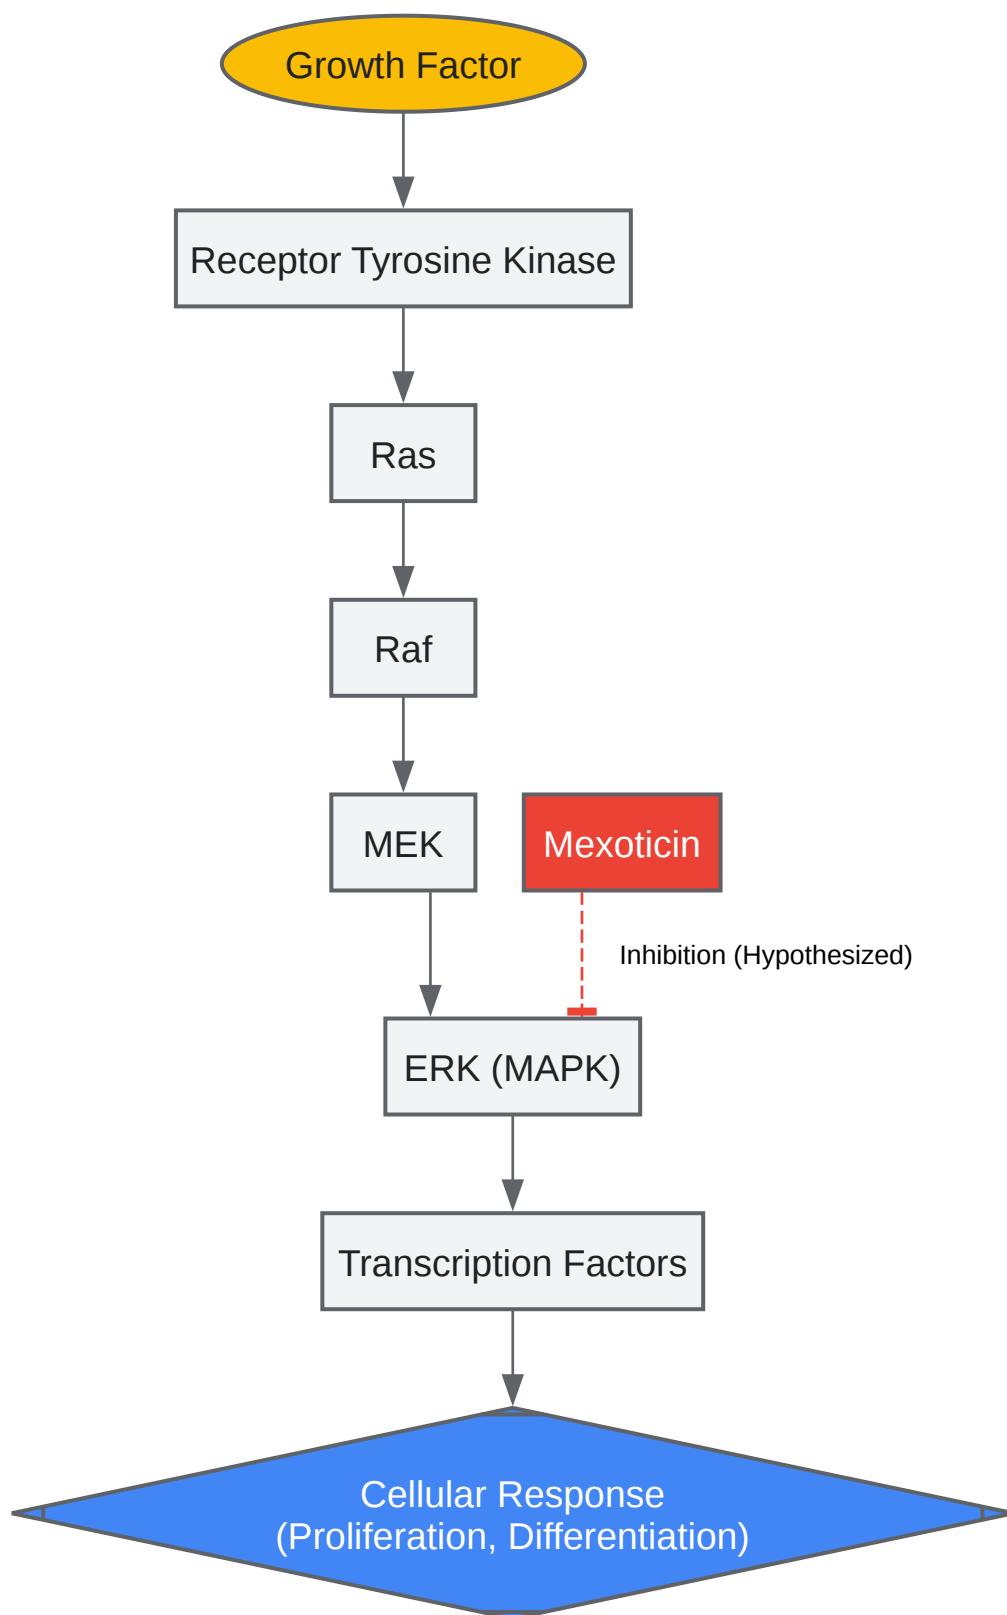 Growth Factor
Receptor Tyrosine Kinase
Ras
Raf
MEK
Mexoticin
Inhibition (Hypothesized)
ERK (MAPK)
Transcription Factors
Cellular Response
(Proliferation, Differentiation)